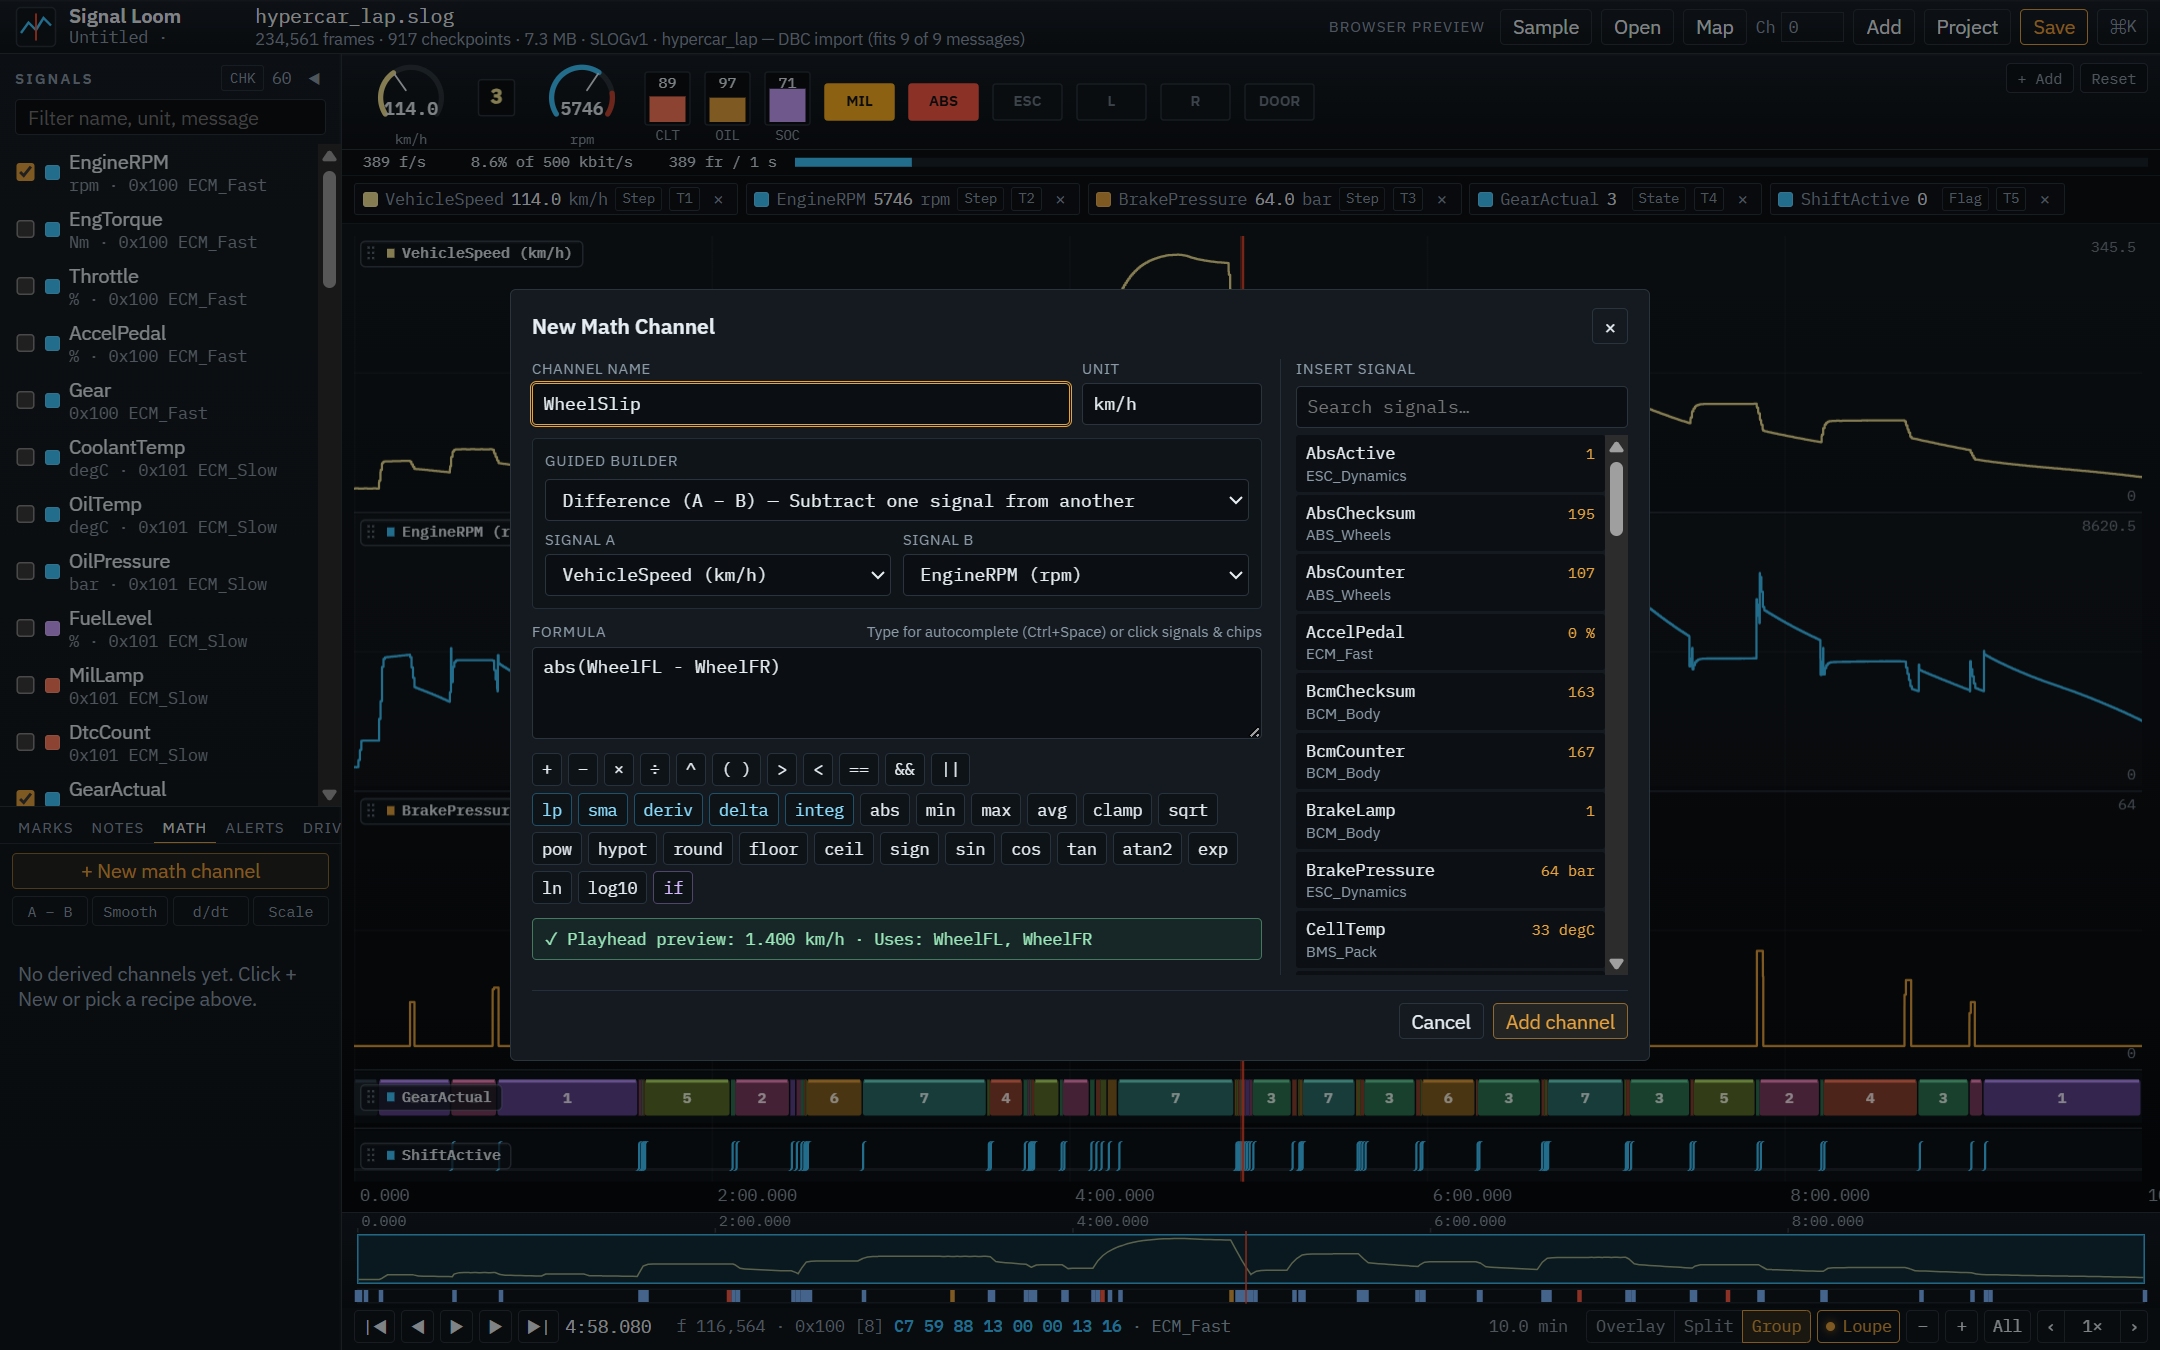 Signal Loom
Untitled ·
hypercar_lap.slog
234,561 frames · 917 checkpoints · 7.3 MB · SLOGv1 · hypercar_lap — DBC import (fits 9 of 9 messages)
BROWSER PREVIEW
Sample
Open
Map
Ch 0
Add
Project
Save
⌘K
SIGNALS
CHK
60 ◀
Filter name, unit, message
EngineRPM
rpm · 0x100 ECM_Fast
EngTorque
Nm · 0x100 ECM_Fast
Throttle
% · 0x100 ECM_Fast
AccelPedal
% · 0x100 ECM_Fast
Gear
0x100 ECM_Fast
CoolantTemp
degC · 0x101 ECM_Slow
OilTemp
degC · 0x101 ECM_Slow
OilPressure
bar · 0x101 ECM_Slow
FuelLevel
% · 0x101 ECM_Slow
MilLamp
0x101 ECM_Slow
DtcCount
0x101 ECM_Slow
GearActual
MARKS NOTES MATH ALERTS DRIV
+ New math channel
A − B
Smooth
d/dt
Scale
No derived channels yet. Click +
New or pick a recipe above.
114.0
km/h
3
5746
rpm
89
CLT
97
OIL
71
SOC
MIL
ABS
ESC
L
R
DOOR
+ Add
Reset
389 f/s 8.6% of 500 kbit/s 389 fr / 1 s
VehicleSpeed 114.0 km/h Step T1 ×
EngineRPM 5746 rpm Step T2 ×
BrakePressure 64.0 bar Step T3 ×
GearActual 3 State T4 ×
ShiftActive 0 Flag T5 ×
VehicleSpeed (km/h)
345.5
0
EngineRPM (r
8620.5
0
BrakePressur
64
0
New Math Channel
×
CHANNEL NAME
WheelSlip
UNIT
km/h
GUIDED BUILDER
Difference (A − B) — Subtract one signal from another
SIGNAL A
VehicleSpeed (km/h)
SIGNAL B
EngineRPM (rpm)
FORMULA
Type for autocomplete (Ctrl+Space) or click signals & chips
abs(WheelFL - WheelFR)
+ − × ÷ ^ ( ) > < == && ||
lp sma deriv delta integ abs min max avg clamp sqrt
pow hypot round floor ceil sign sin cos tan atan2 exp
ln log10 if
✓ Playhead preview: 1.400 km/h · Uses: WheelFL, WheelFR
INSERT SIGNAL
Search signals…
AbsActive 1
ESC_Dynamics
AbsChecksum 195
ABS_Wheels
AbsCounter 107
ABS_Wheels
AccelPedal 0 %
ECM_Fast
BcmChecksum 163
BCM_Body
BcmCounter 167
BCM_Body
BrakeLamp 1
BCM_Body
BrakePressure 64 bar
ESC_Dynamics
CellTemp 33 degC
BMS_Pack
Cancel
Add channel
GearActual
1 5 2 6 7 4 7 3 7 3 6 3 7 3 5 2 4 3 1
ShiftActive
0.000 2:00.000 4:00.000 6:00.000 8:00.000 1
0.000 2:00.000 4:00.000 6:00.000 8:00.000
4:58.080
f 116,564 · 0x100 [8] C7 59 88 13 00 00 13 16 · ECM_Fast
10.0 min
Overlay
Split
Group
Loupe
−
+
All
‹
1×
›